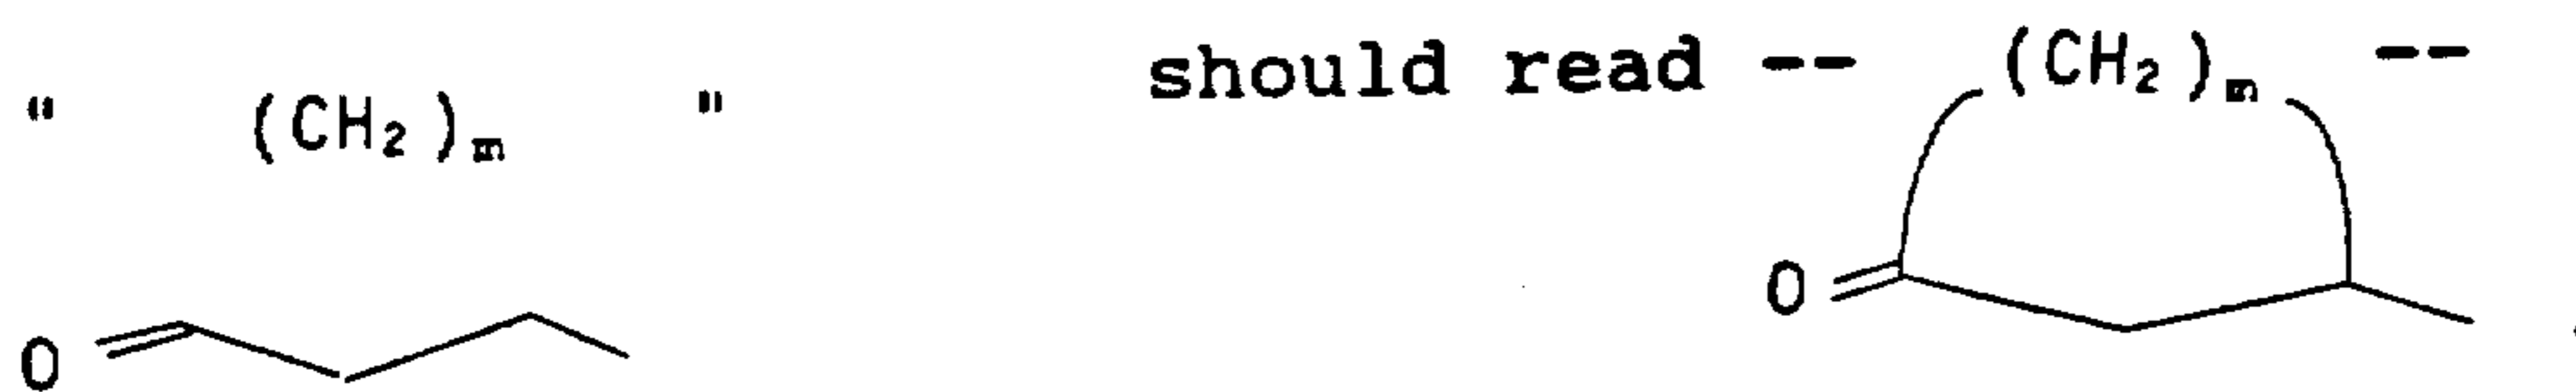 " (CH2)m " should read -- (CH2)m --
O O